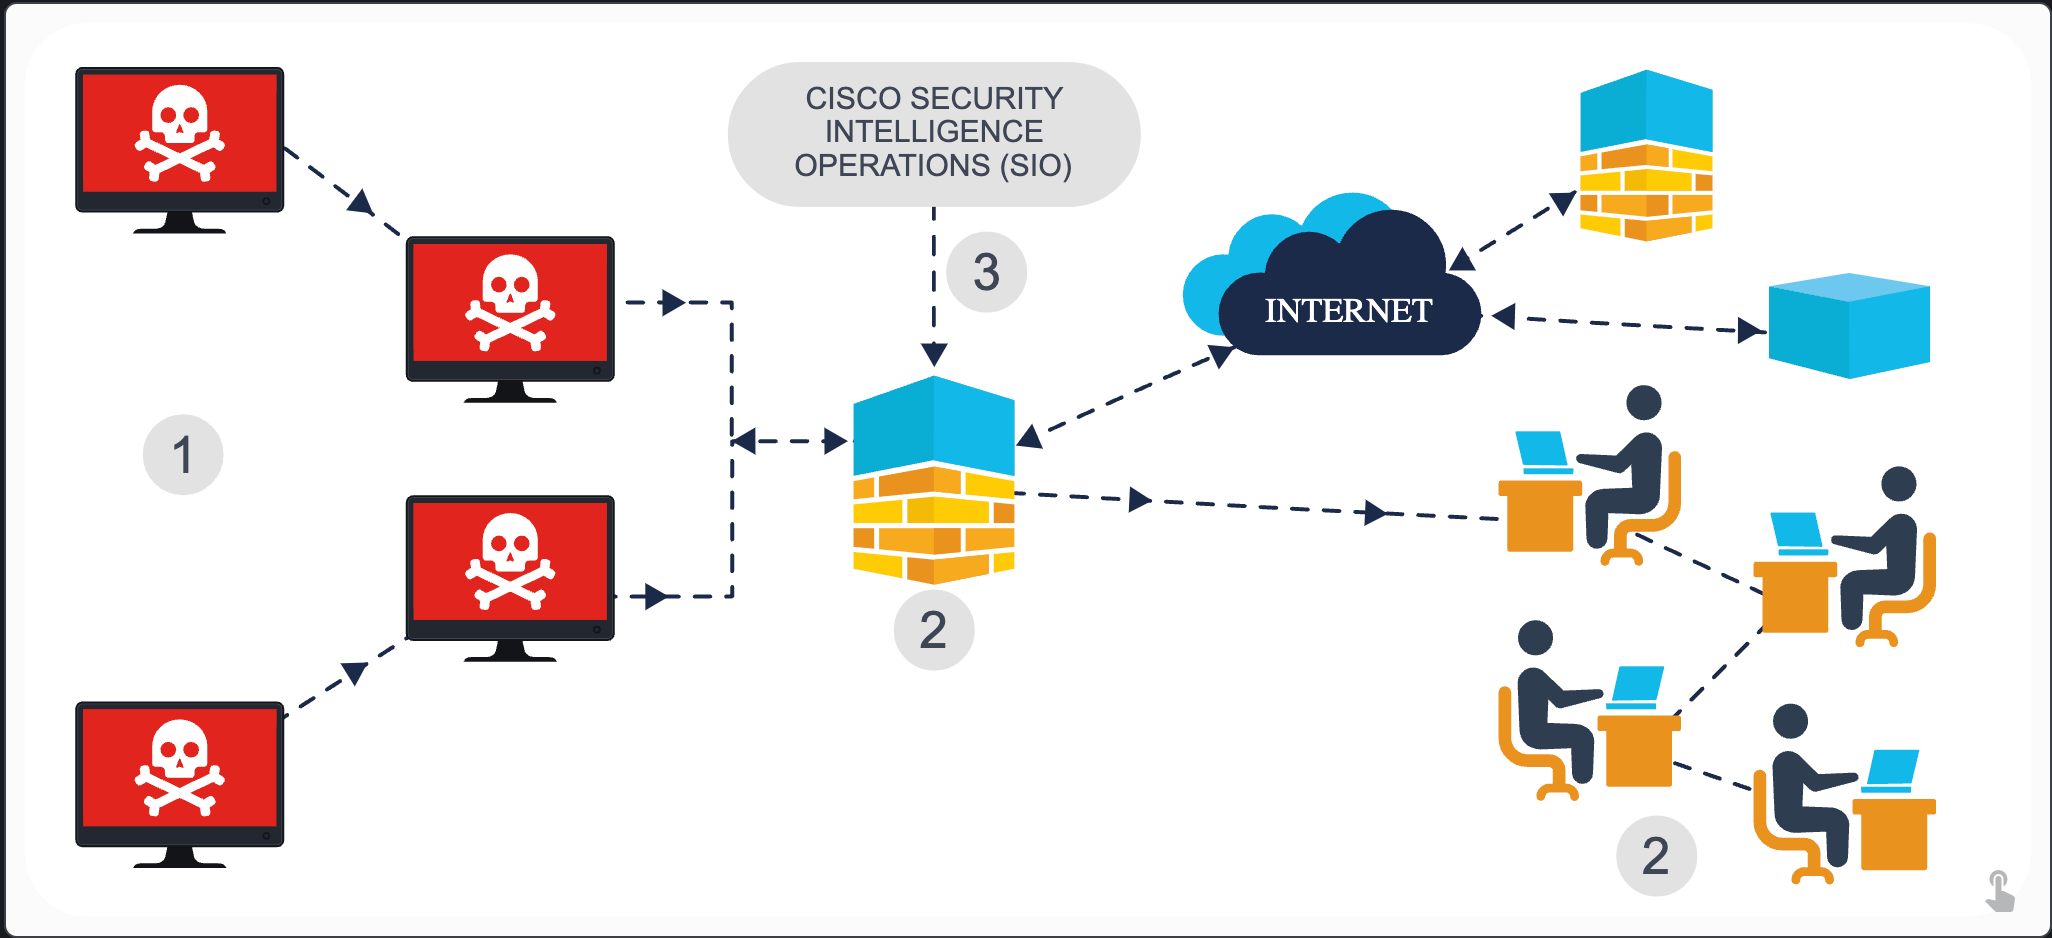 CISCO SECURITY
INTELLIGENCE
OPERATIONS (SIO)
3
INTERNET
1
2
2